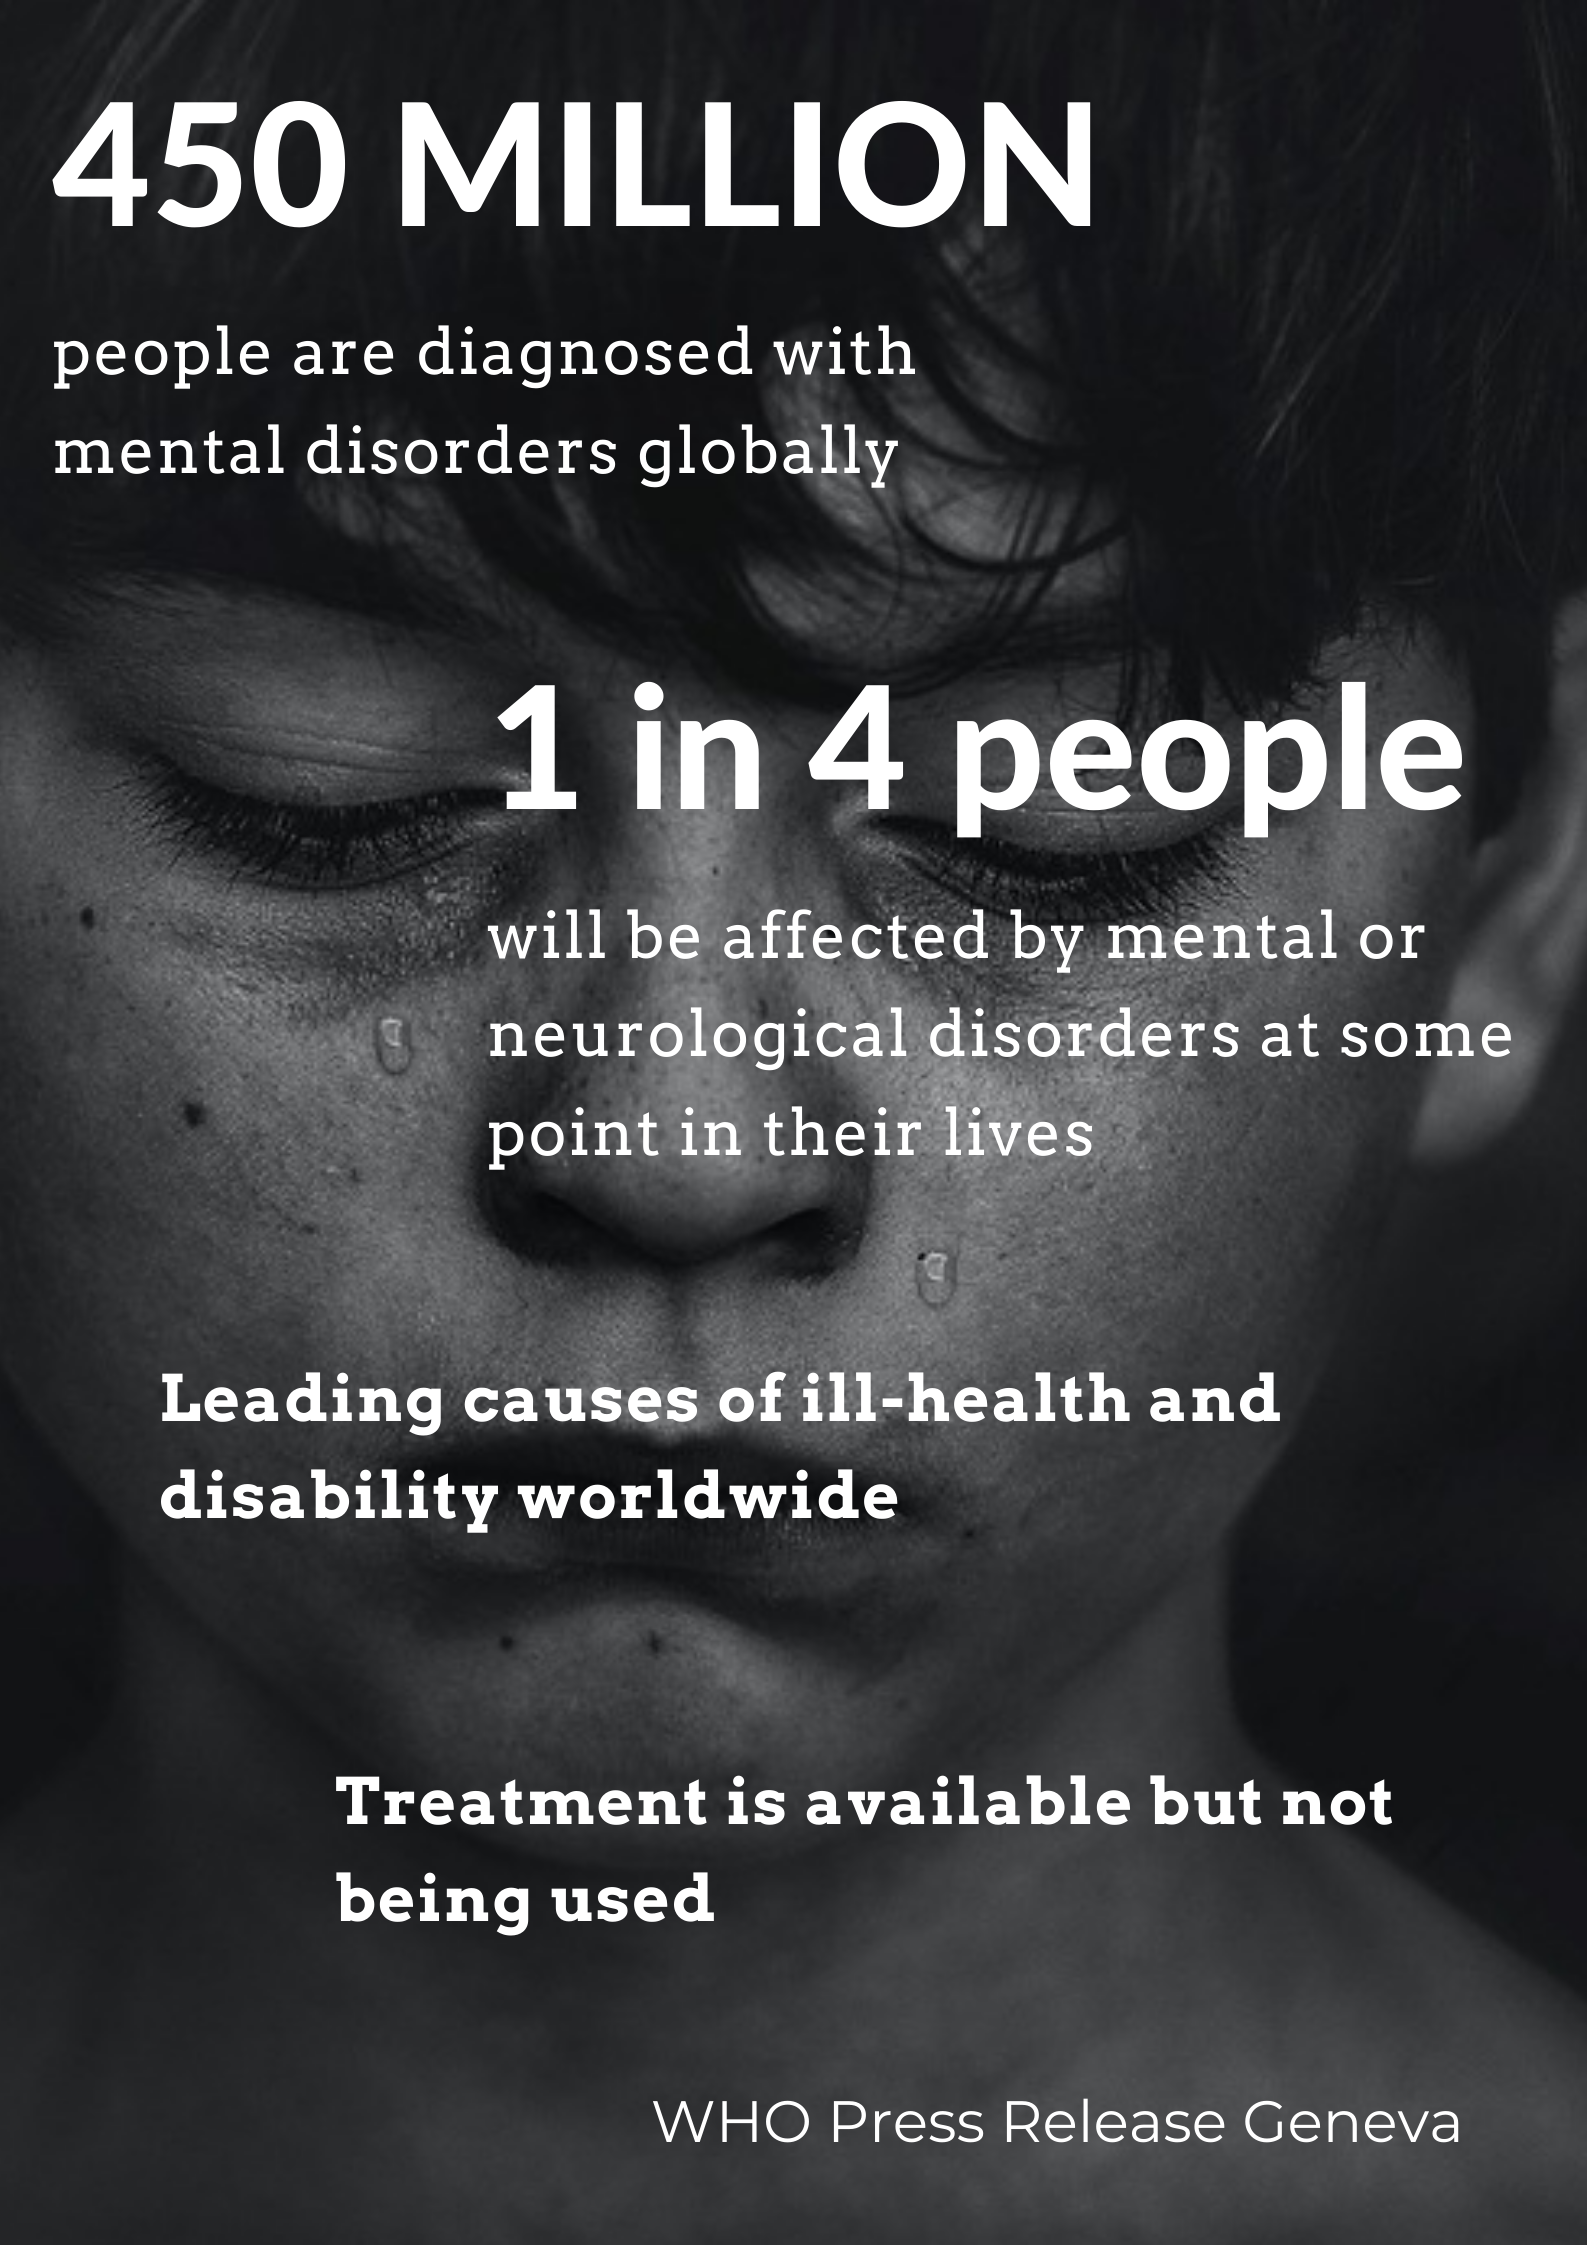 450 MILLION
people are diagnosed with
mental disorders globally
1 in 4 people
will be affected by mental or
neurological disorders at some
point in their lives
Leading causes of ill-health and
disability worldwide
Treatment is available but not
being used
WHO Press Release Geneva